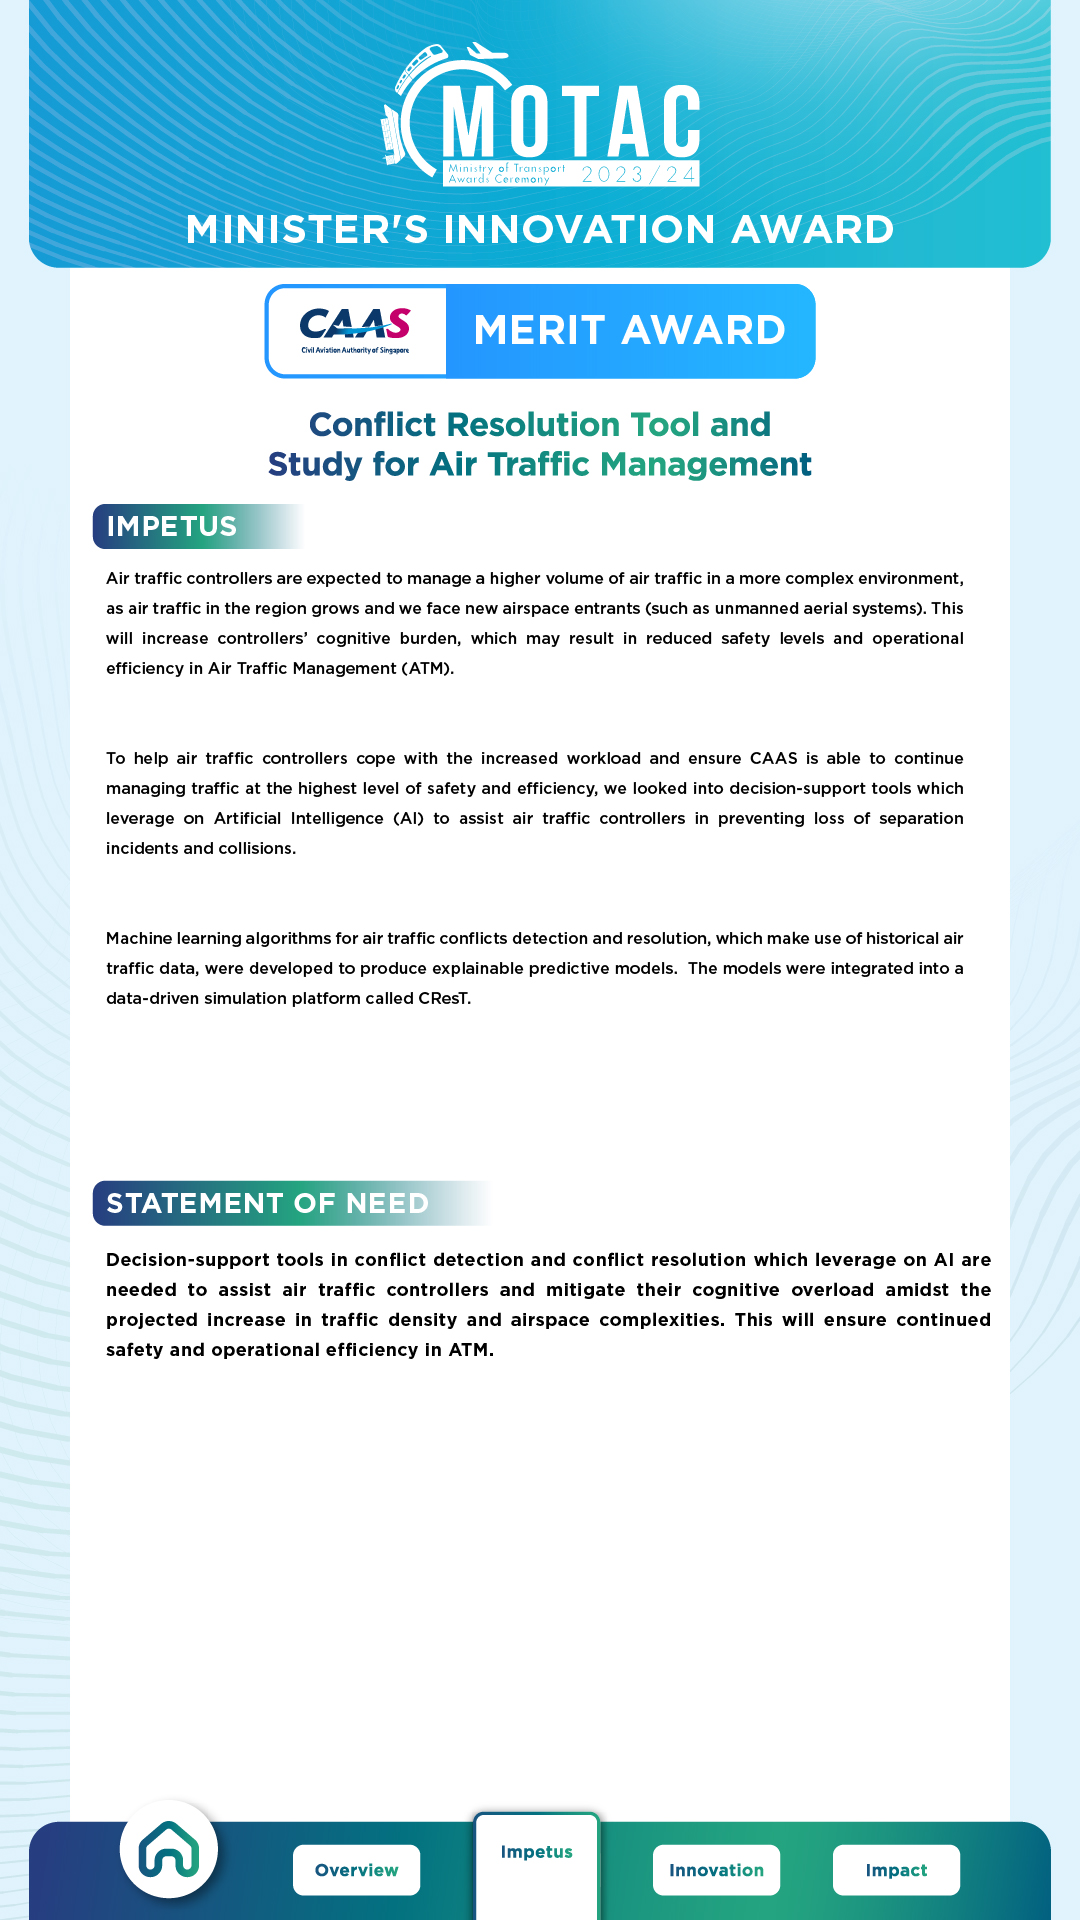 MOTAC
Ministry of Transport
Awards Ceremony
2023/24
MINISTER'S INNOVATION AWARD
CAAS
Civil Aviation Authority of Singapore
MERIT AWARD
Conflict Resolution Tool and
Study for Air Traffic Management
IMPETUS
Air traffic controllers are expected to manage a higher volume of air traffic in a more complex environment,
as air traffic in the region grows and we face new airspace entrants (such as unmanned aerial systems). This
will increase controllers’ cognitive burden, which may result in reduced safety levels and operational
efficiency in Air Traffic Management (ATM).
To help air traffic controllers cope with the increased workload and ensure CAAS is able to continue
managing traffic at the highest level of safety and efficiency, we looked into decision-support tools which
leverage on Artificial Intelligence (AI) to assist air traffic controllers in preventing loss of separation
incidents and collisions.
Machine learning algorithms for air traffic conflicts detection and resolution, which make use of historical air
traffic data, were developed to produce explainable predictive models. The models were integrated into a
data-driven simulation platform called CResT.
STATEMENT OF NEED
Decision-support tools in conflict detection and conflict resolution which leverage on AI are
needed to assist air traffic controllers and mitigate their cognitive overload amidst the
projected increase in traffic density and airspace complexities. This will ensure continued
safety and operational efficiency in ATM.
Overview
Impetus
Innovation
Impact